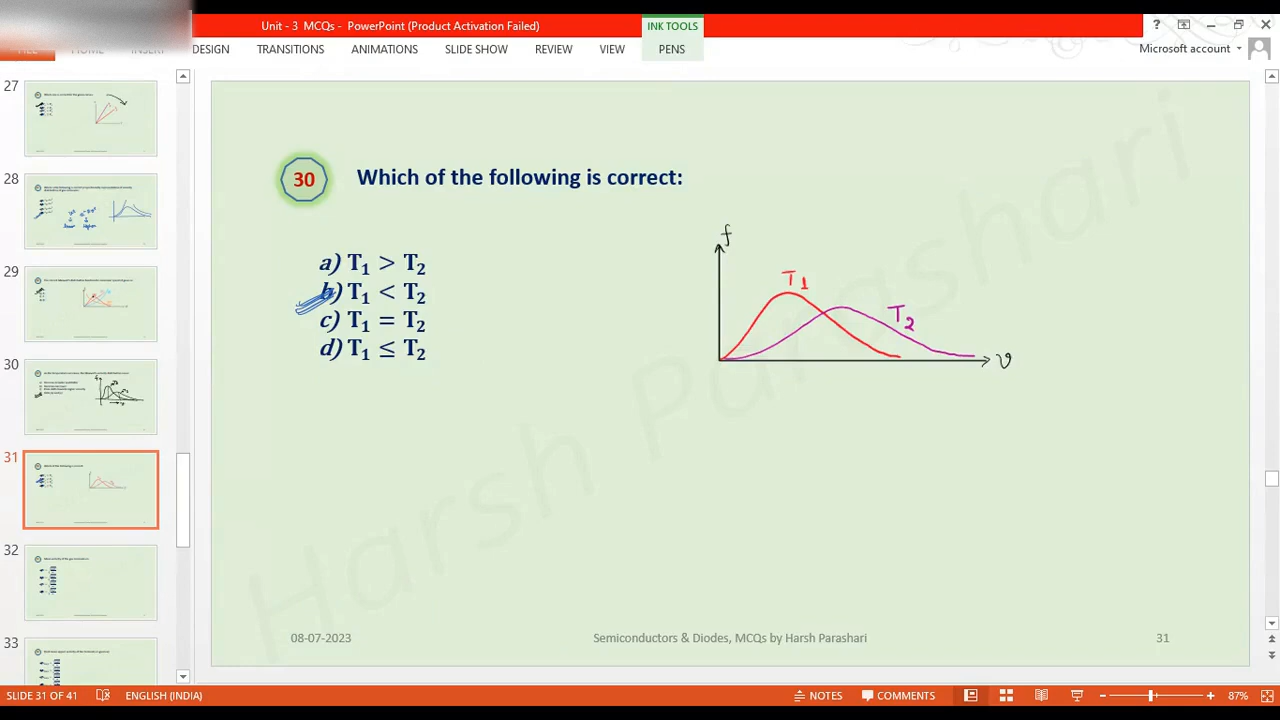 Unit - 3 MCQs - PowerPoint (Product Activation Failed)
INK TOOLS
DESIGN
TRANSITIONS
ANIMATIONS
SLIDE SHOW
REVIEW
VIEW
PENS
Microsoft account
27
28
29
30
31
32
33
30
Which of the following is correct:
a) T₁ > T₂
b) T₁ < T₂
c) T₁ = T₂
d) T₁ ≤ T₂
f
T₁
T₂
ϑ
Harsh Parashari
08-07-2023
Semiconductors & Diodes, MCQs by Harsh Parashari
31
SLIDE 31 OF 41
ENGLISH (INDIA)
NOTES
COMMENTS
87%